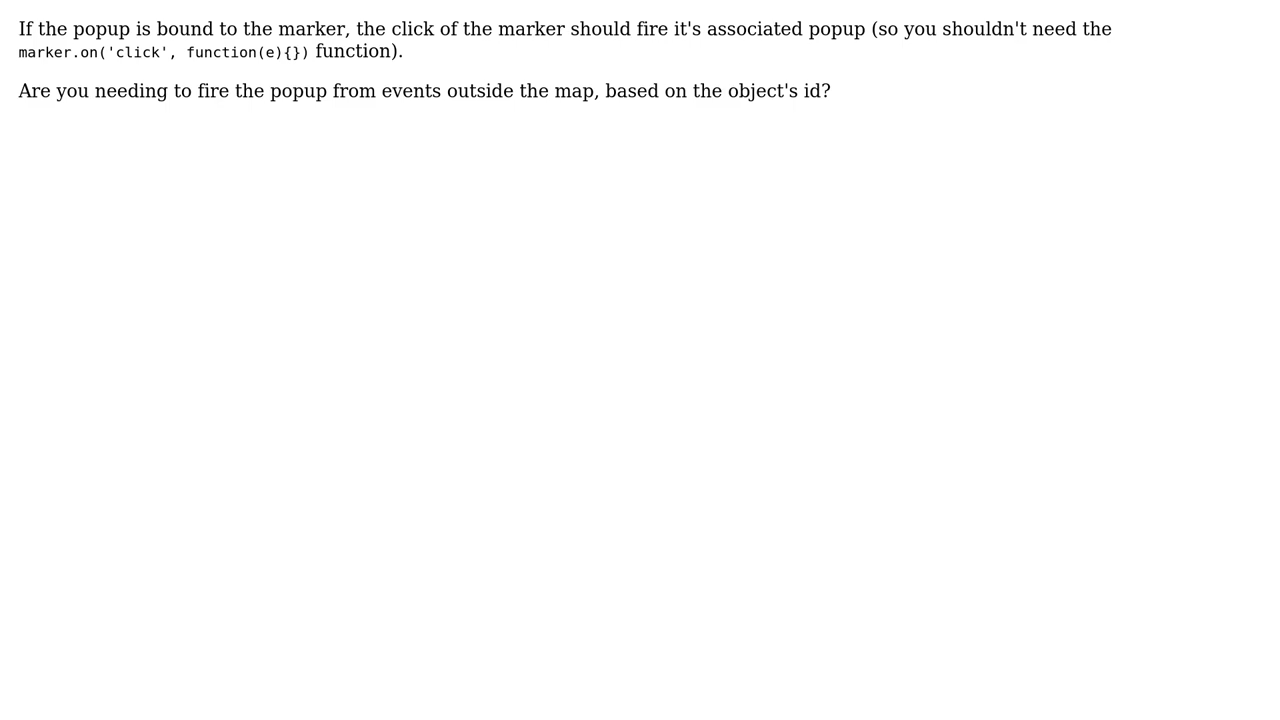 If the popup is bound to the marker, the click of the marker should fire it's associated popup (so you shouldn't need the
marker.on('click', function(e){}) function).
Are you needing to fire the popup from events outside the map, based on the object's id?